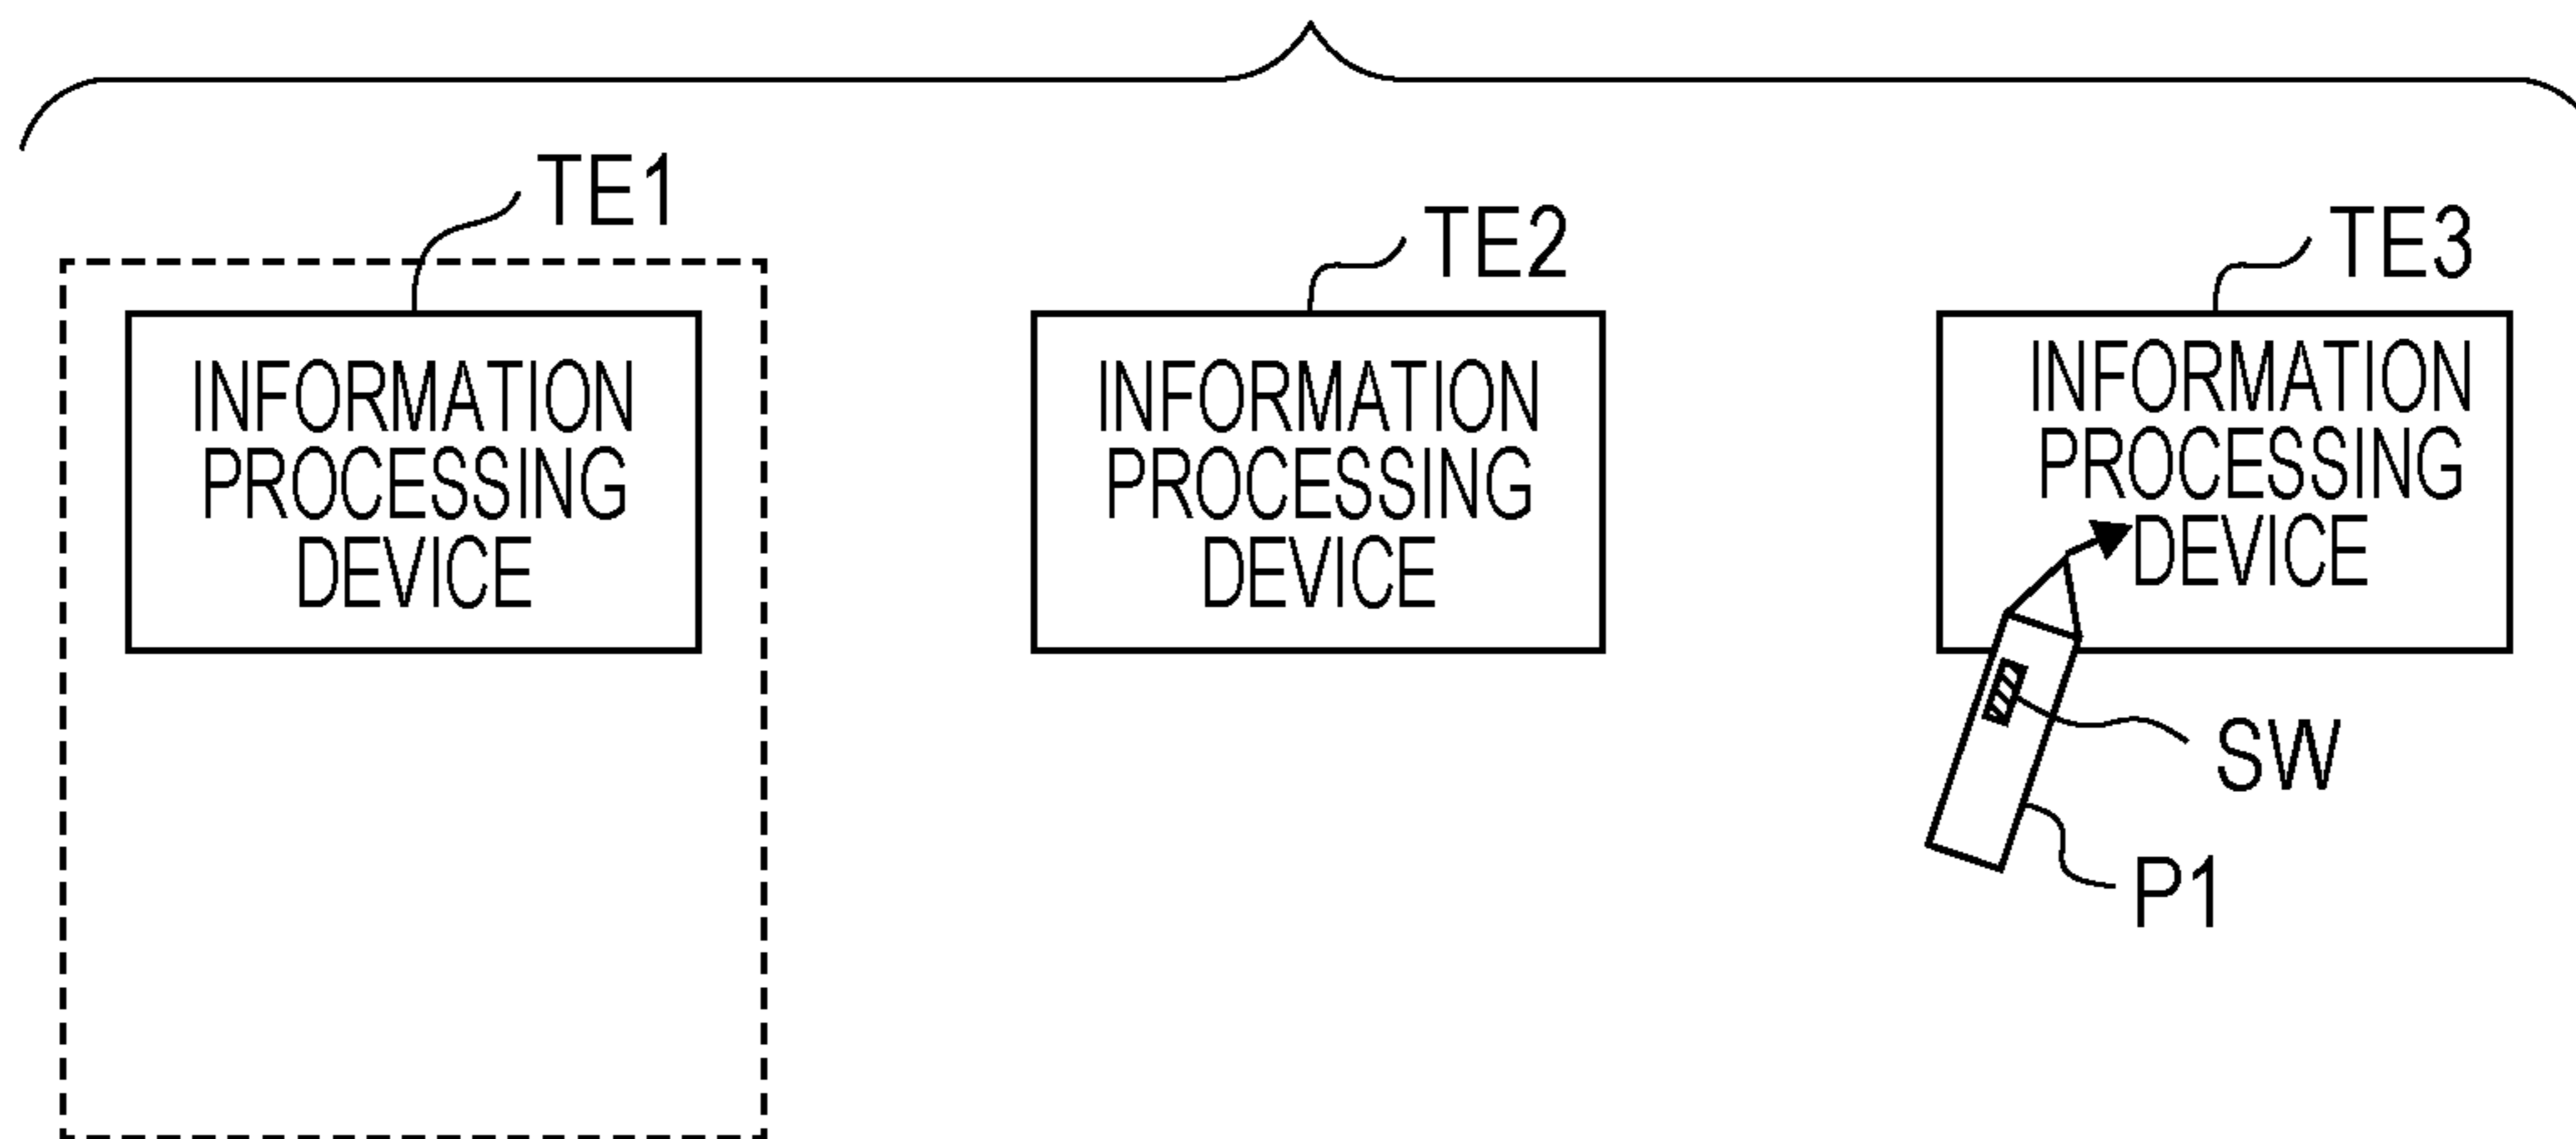 TE1
TE2
TE3
INFORMATION
PROCESSING
DEVICE
INFORMATION
PROCESSING
DEVICE
INFORMATION
PROCESSING
DEVICE
SW
P1